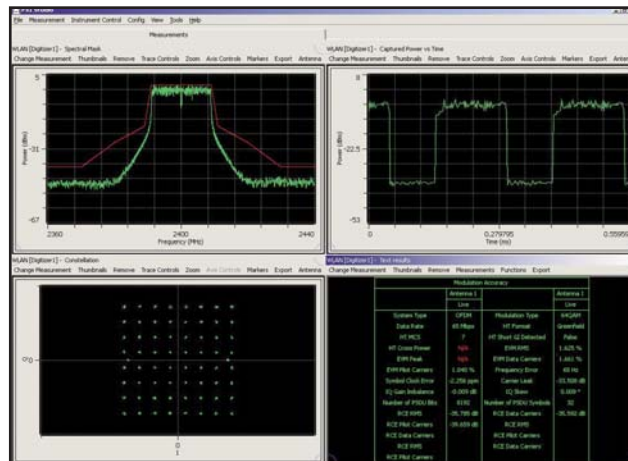 File Measurement Instrument Control Config View Tools Help
Measurements
WLAN [Digitizer1] - Spectral Mask
Change Measurement Thumbnails Remove Trace Controls Zoom Axis Controls Markers Export Antenna
5
-31
-67
Power (dBm)
2360 2400 2440
Frequency (MHz)
WLAN [Digitizer1] - Captured Power vs Time
Change Measurement Thumbnails Remove Trace Controls Zoom Axis Controls Markers Export Antenna
8
-22.5
-53
Power (dBm)
0 0.279795 0.55959
Time (ms)
WLAN [Digitizer1] - Constellation
Change Measurement Thumbnails Remove Trace Controls Zoom Axis Controls Markers Export Antenna
0
I
WLAN [Digitizer1] - Text results
Change Measurement Thumbnails Remove Measurements Functions Export
Modulation Accuracy
Antenna 1 Antenna 1
Live Live
System Type OFDM Modulation Type 64QAM
Data Rate 65 Mbps HT Format Greenfield
HT MCS 7 HT Short GI Detected False
HT Cross Power N/A EVM RMS 1.625 %
EVM Peak N/A EVM Data Carriers 1.661 %
EVM Pilot Carriers 1.040 % Frequency Error 60 Hz
Symbol Clock Error -2.256 ppm Carrier Leak
IQ Gain Imbalance -0.009 dB IQ Skew 0.009 °
Number of PSDU Bits 8192 Number of PSDU Symbols 32
RCE RMS -35.785 dB RCE Data Carriers -35.592 dB
RCE Pilot Carriers -39.659 dB RCE RMS
RCE Data Carriers RCE Pilot Carriers
RCE RMS RCE Data Carriers
RCE Pilot Carriers